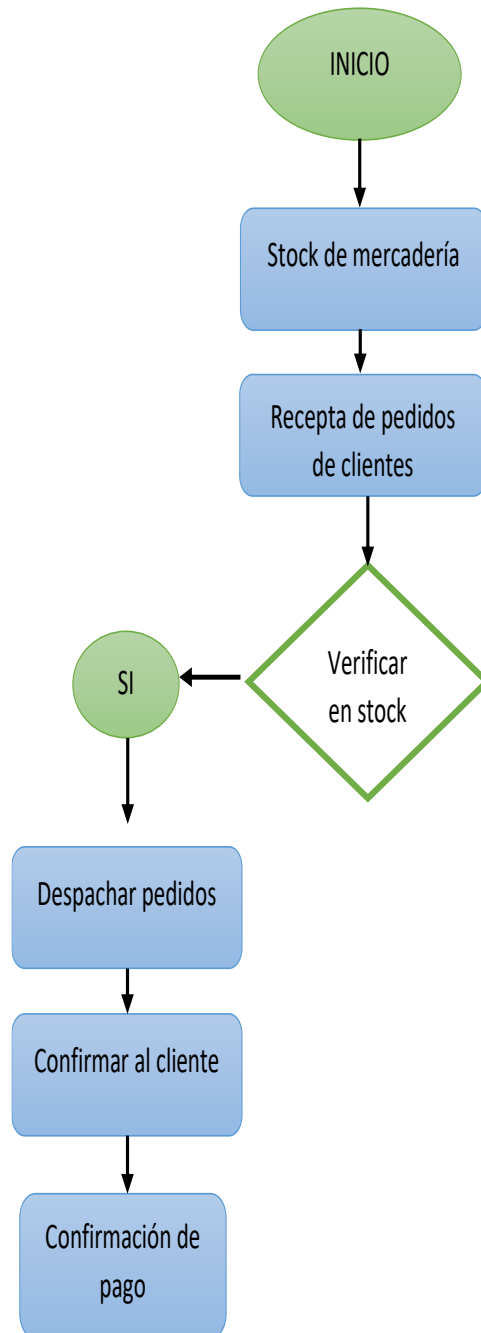 INICIO
Stock de mercadería
Recepta de pedidos
de clientes
Verificar
en stock
SI
Despachar pedidos
Confirmar al cliente
Confirmación de
pago